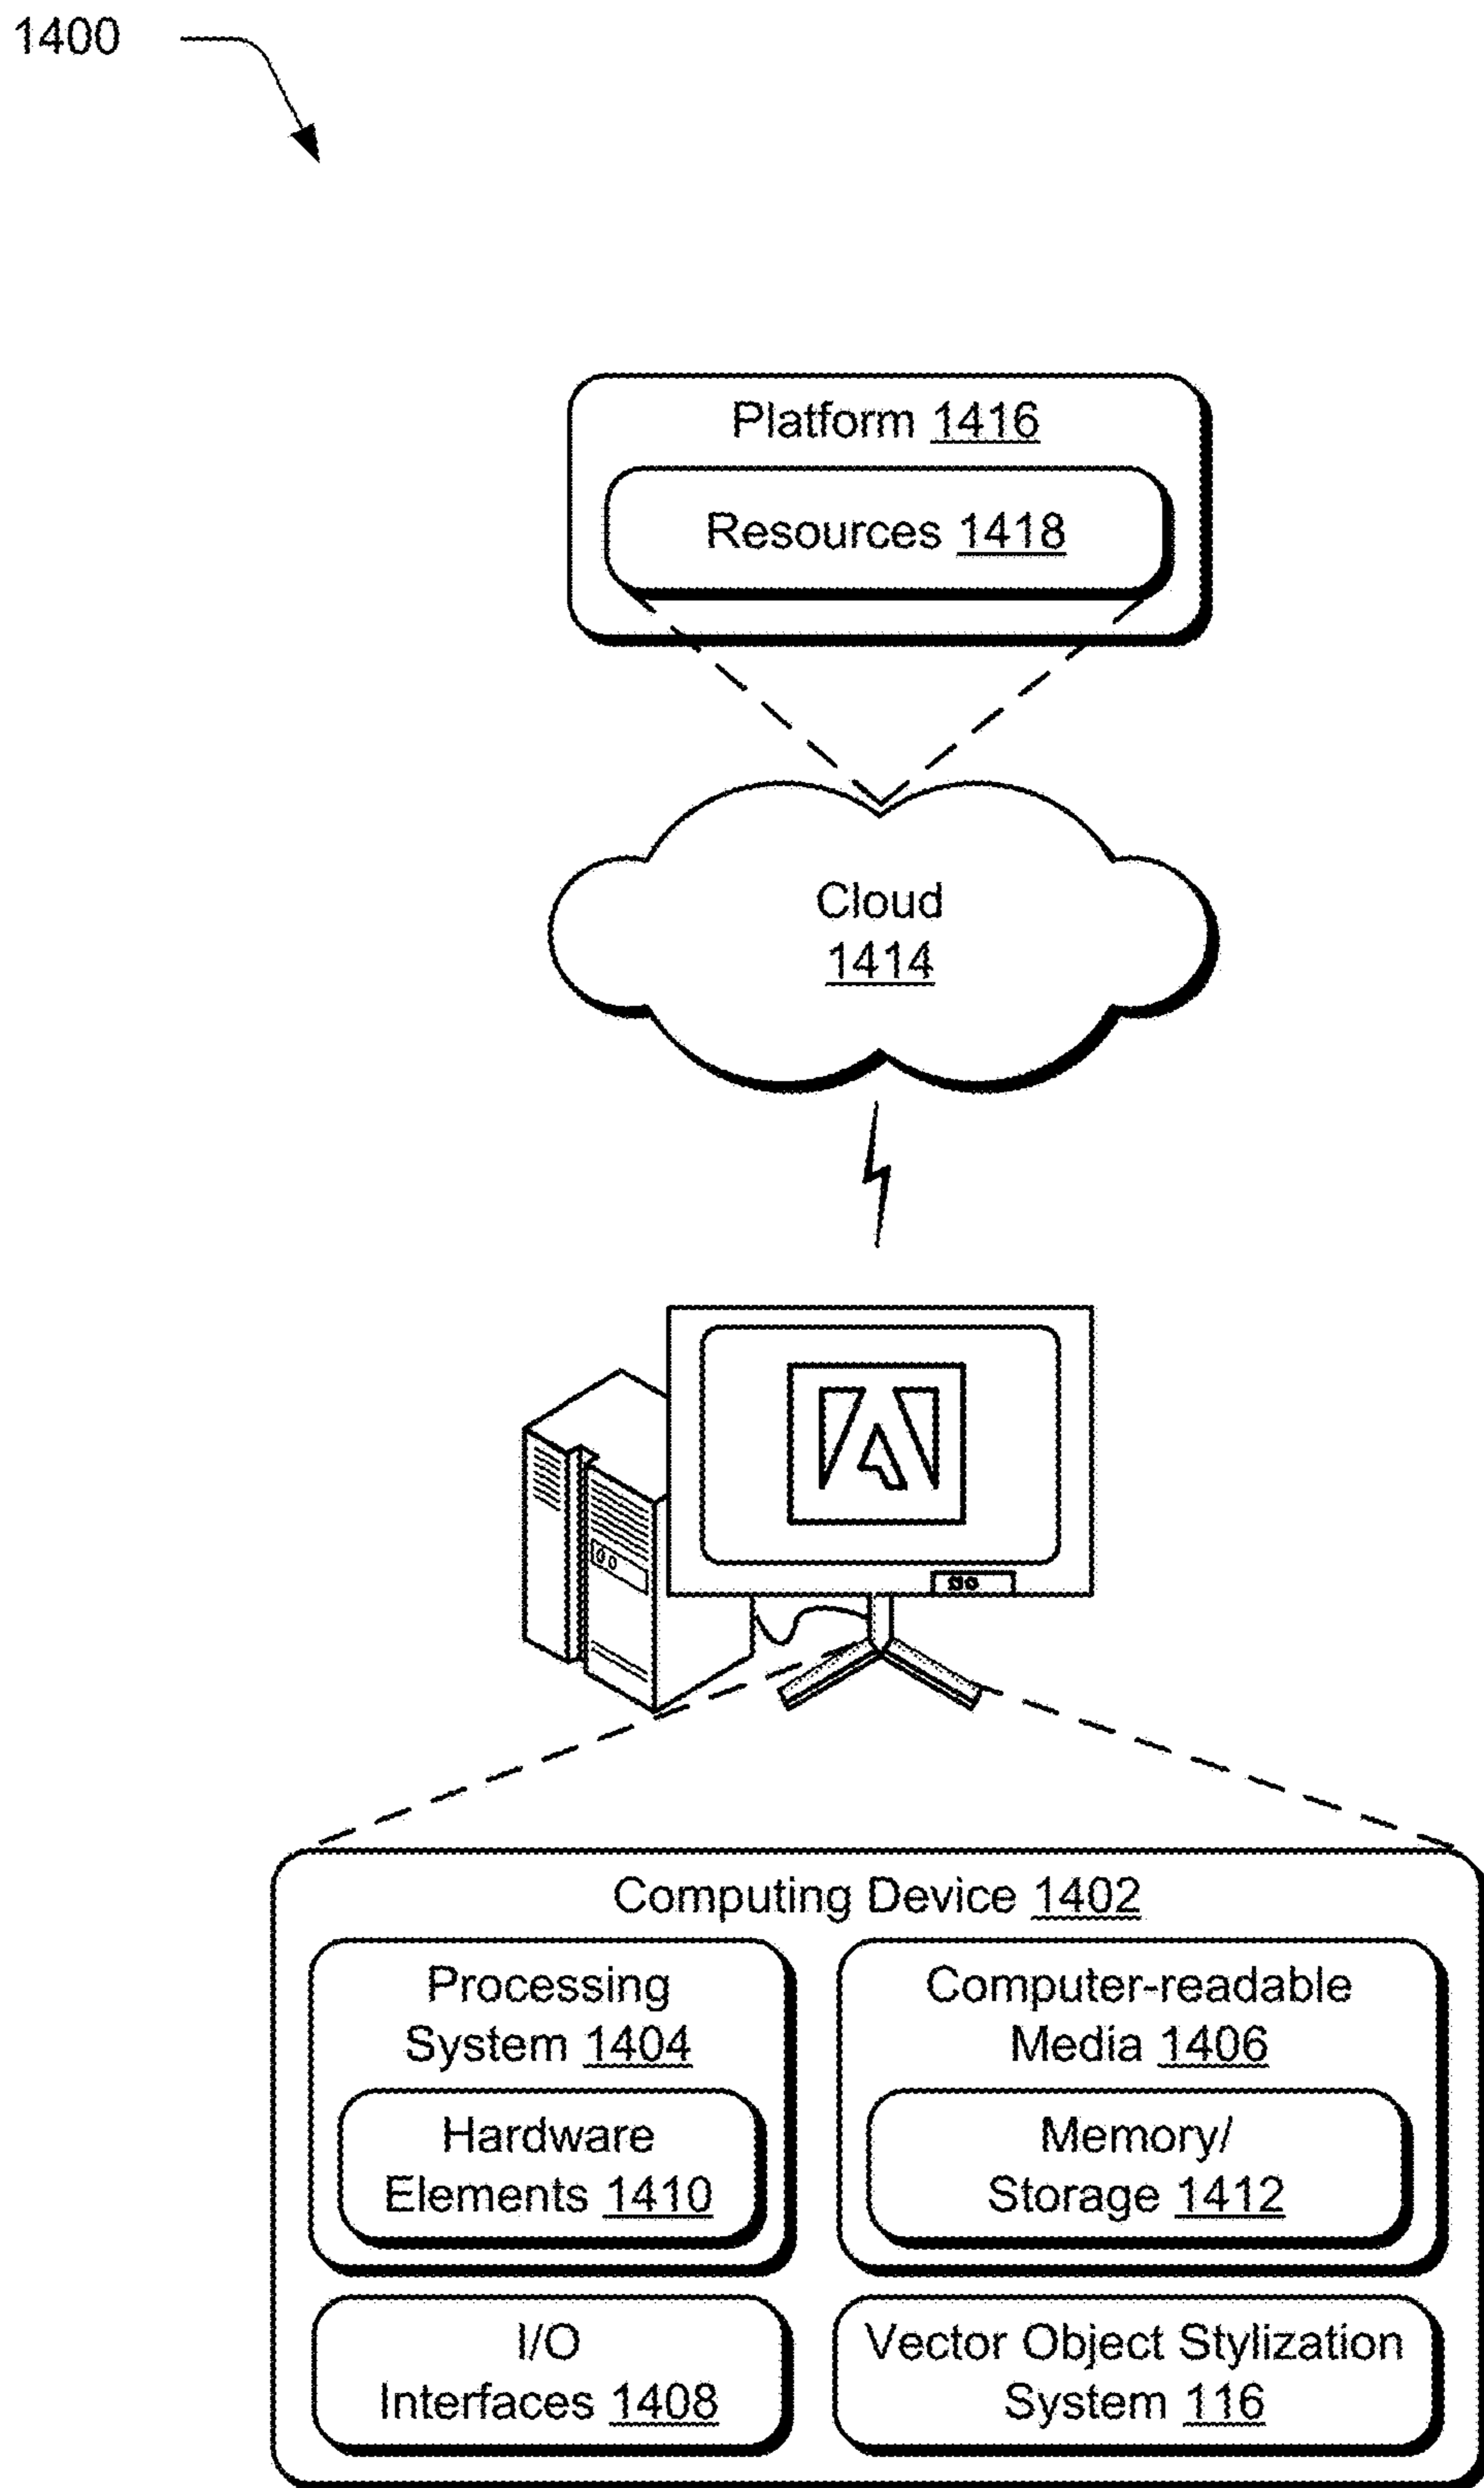 1400
Platform 1416
Resources 1418
Cloud
1414
Computing Device 1402
Processing
System 1404
Hardware
Elements 1410
Computer-readable
Media 1406
Memory/
Storage 1412
I/O
Interfaces 1408
Vector Object Stylization
System 116